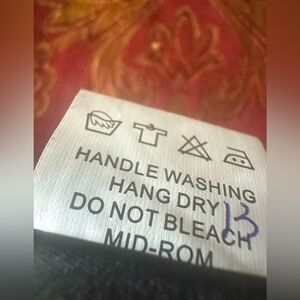 HANDLE WASHING
HANG DRY
13
DO NOT BLEACH
MID-ROM